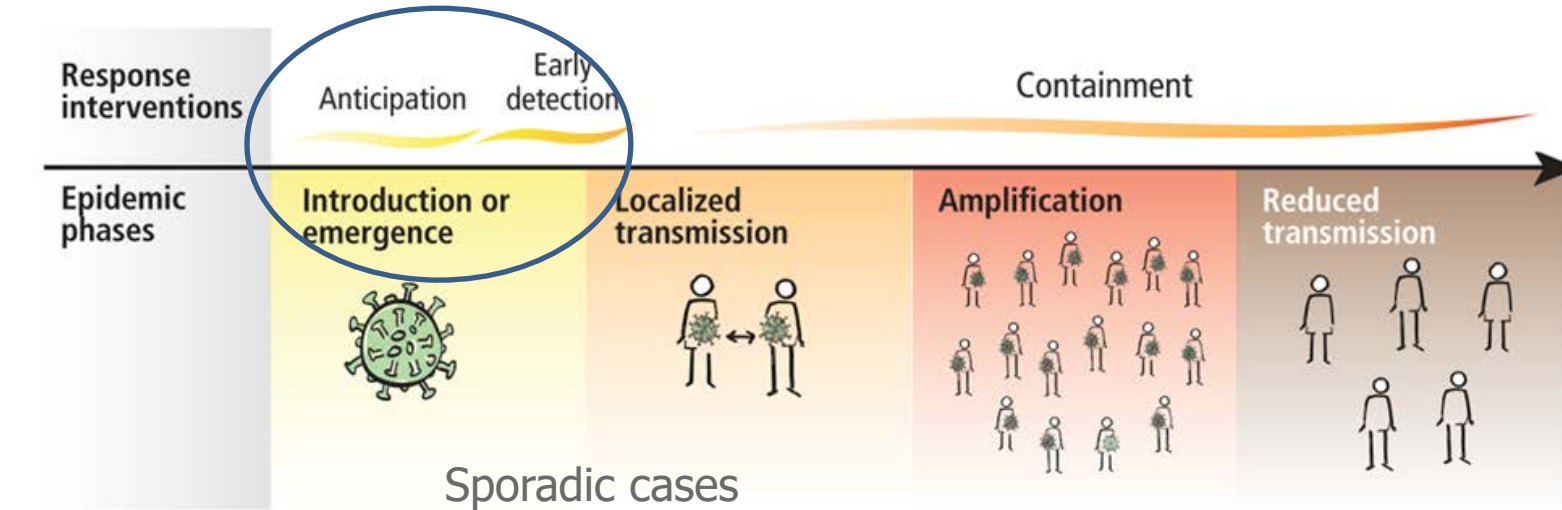 Response
interventions
Anticipation
Early
detection
Containment
Epidemic
phases
Introduction or
emergence
Localized
transmission
Amplification
Reduced
transmission
Sporadic cases